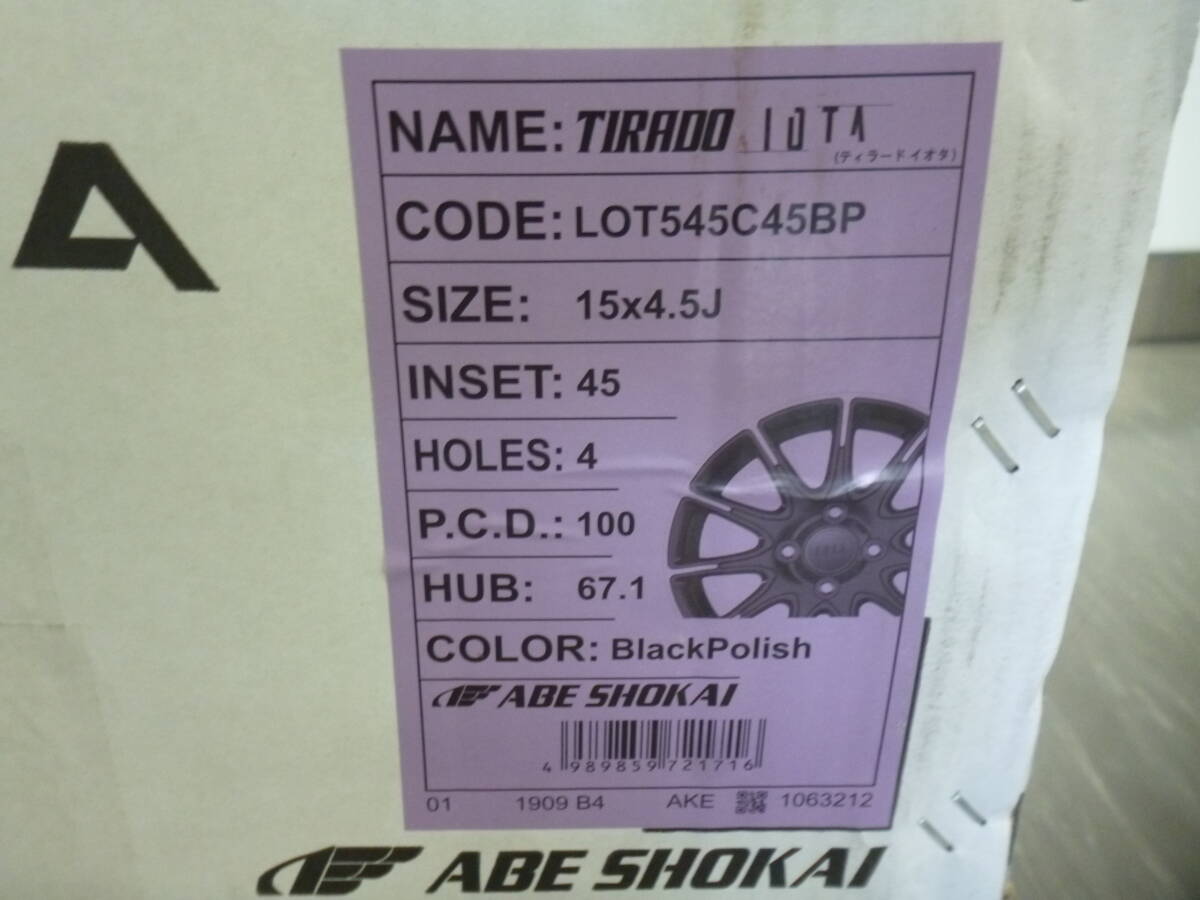 A
NAME: TIRADO IOTA
(ティラード イオタ)
CODE: LOT545C45BP
SIZE: 15x4.5J
INSET: 45
HOLES: 4
P.C.D.: 100
HUB: 67.1
COLOR: BlackPolish
ABE SHOKAI
4 989859 721716
01 1909 B4 AKE 1063212
ABE SHOKAI